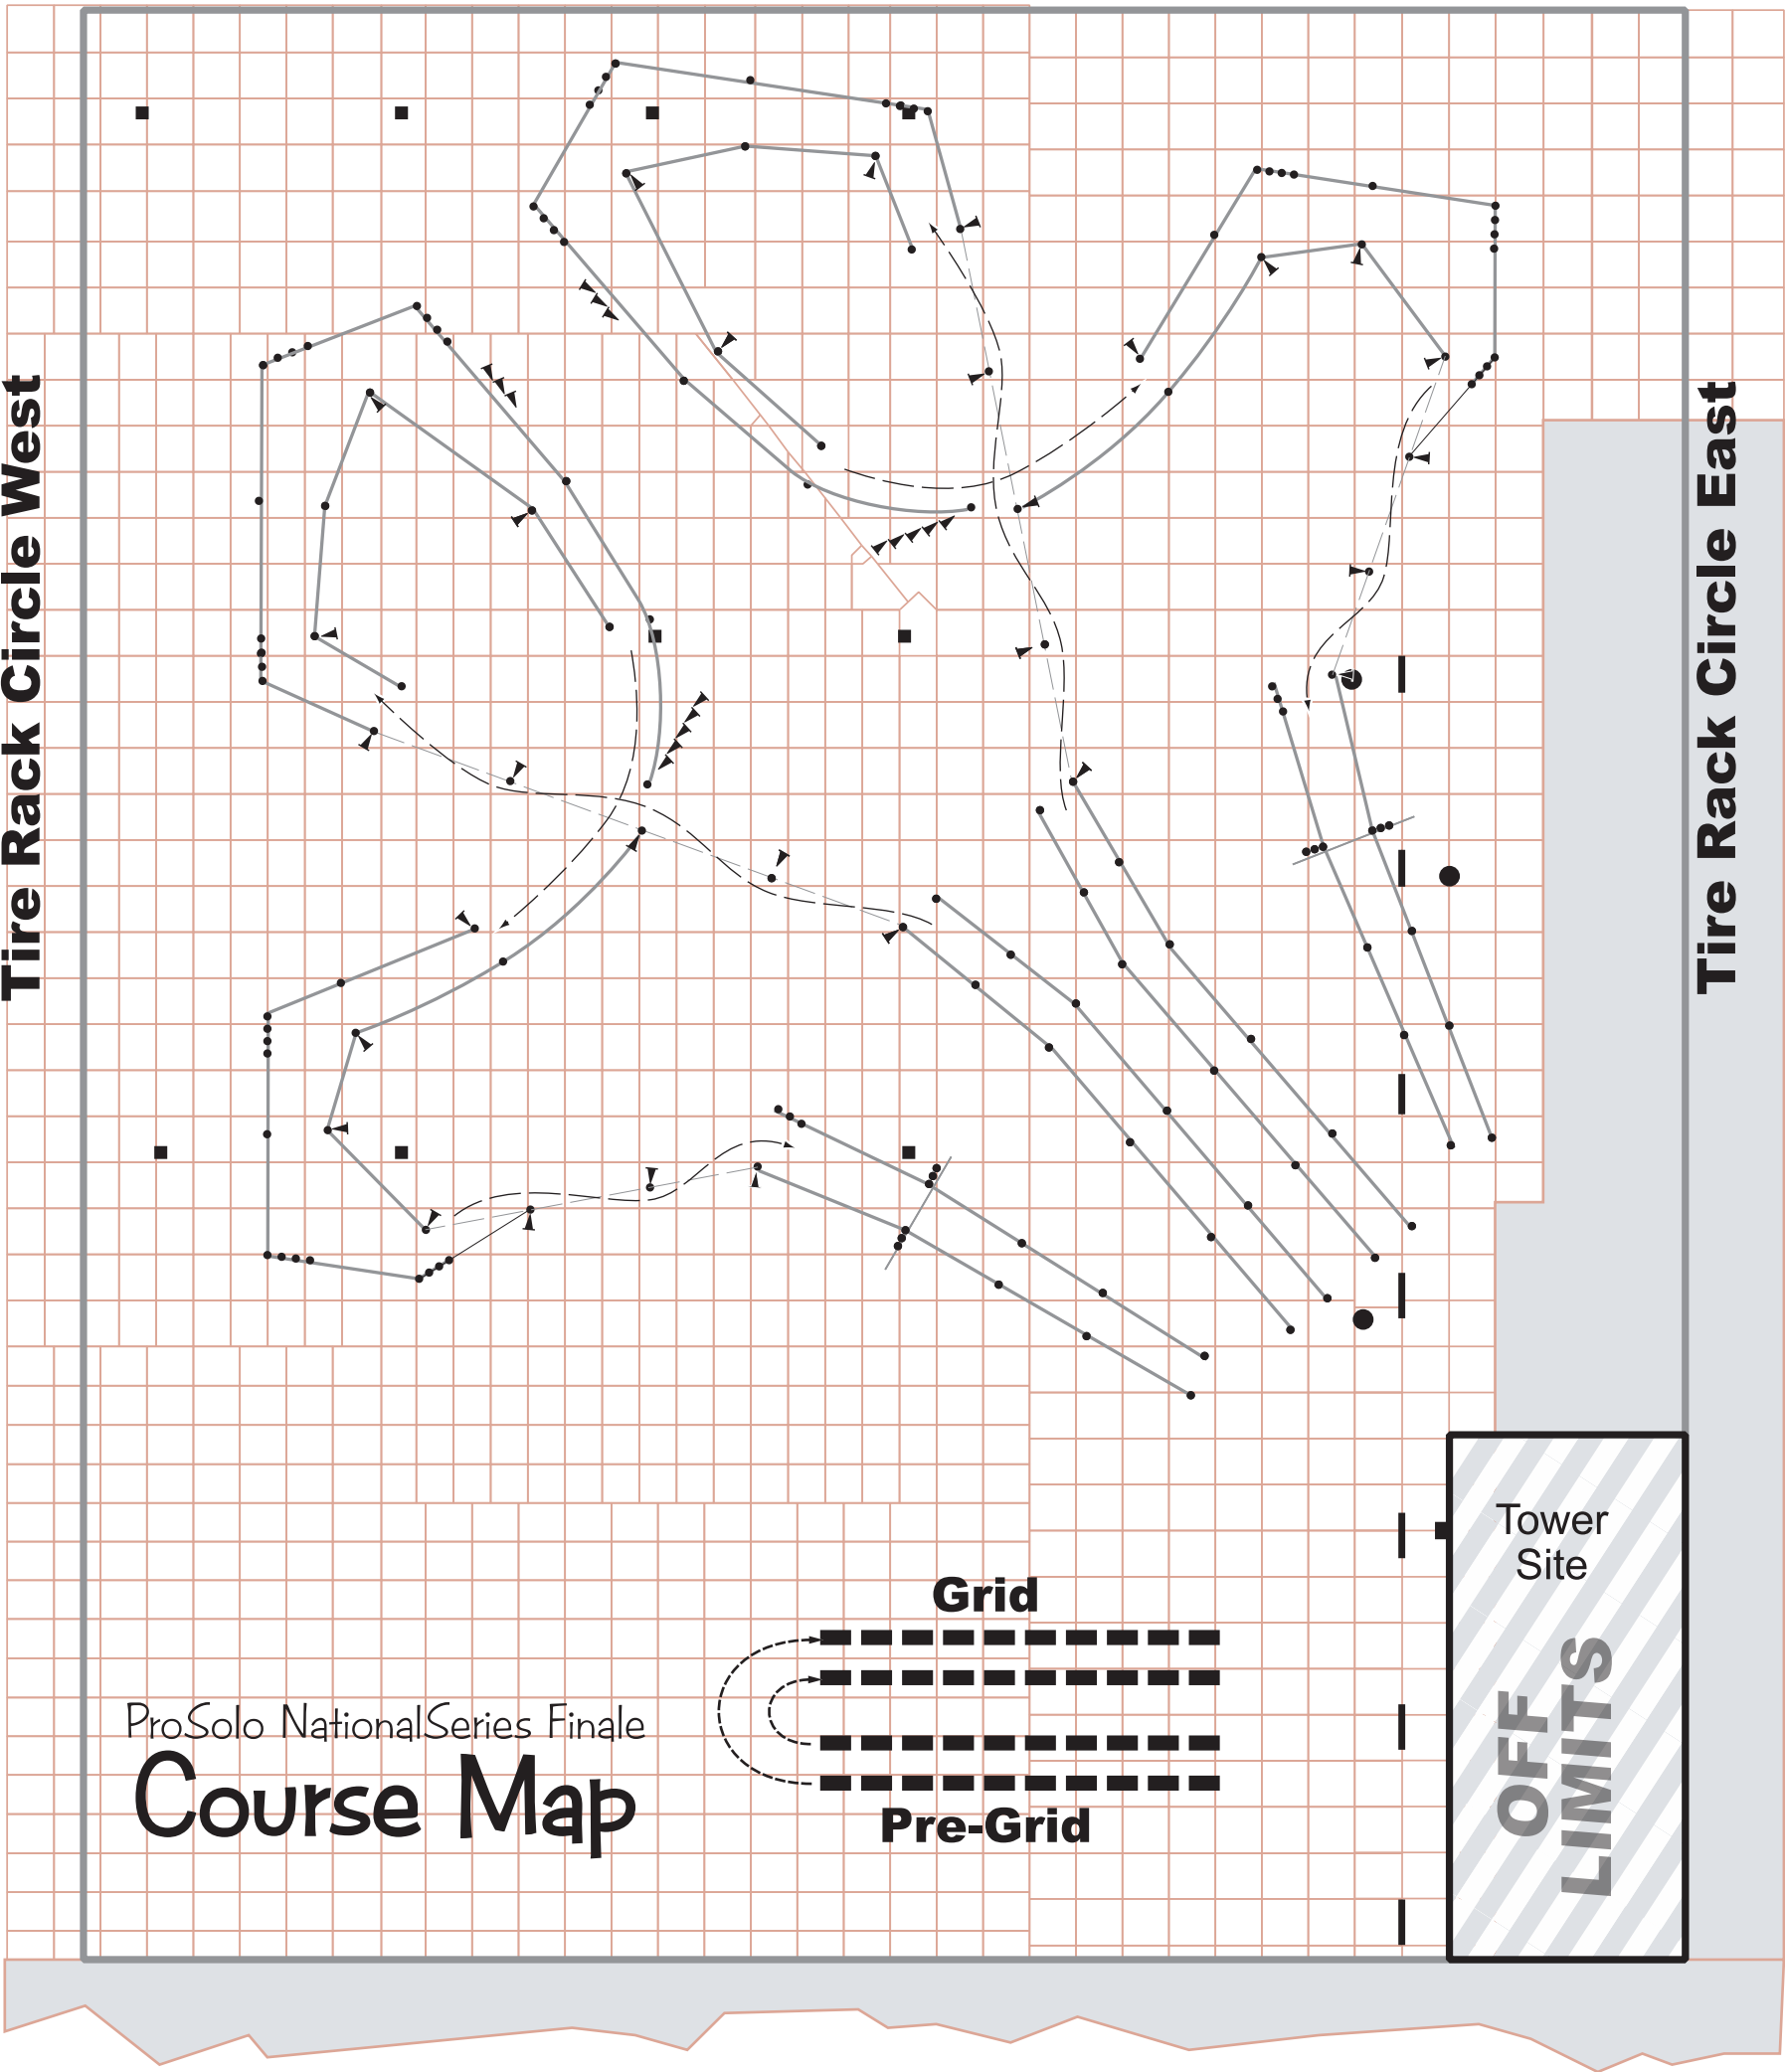 Tire Rack Circle West
Tire Rack Circle East
Tower
Site
OFF
LIMITS
Grid
Pre-Grid
ProSolo NationalSeries Finale
Course Map